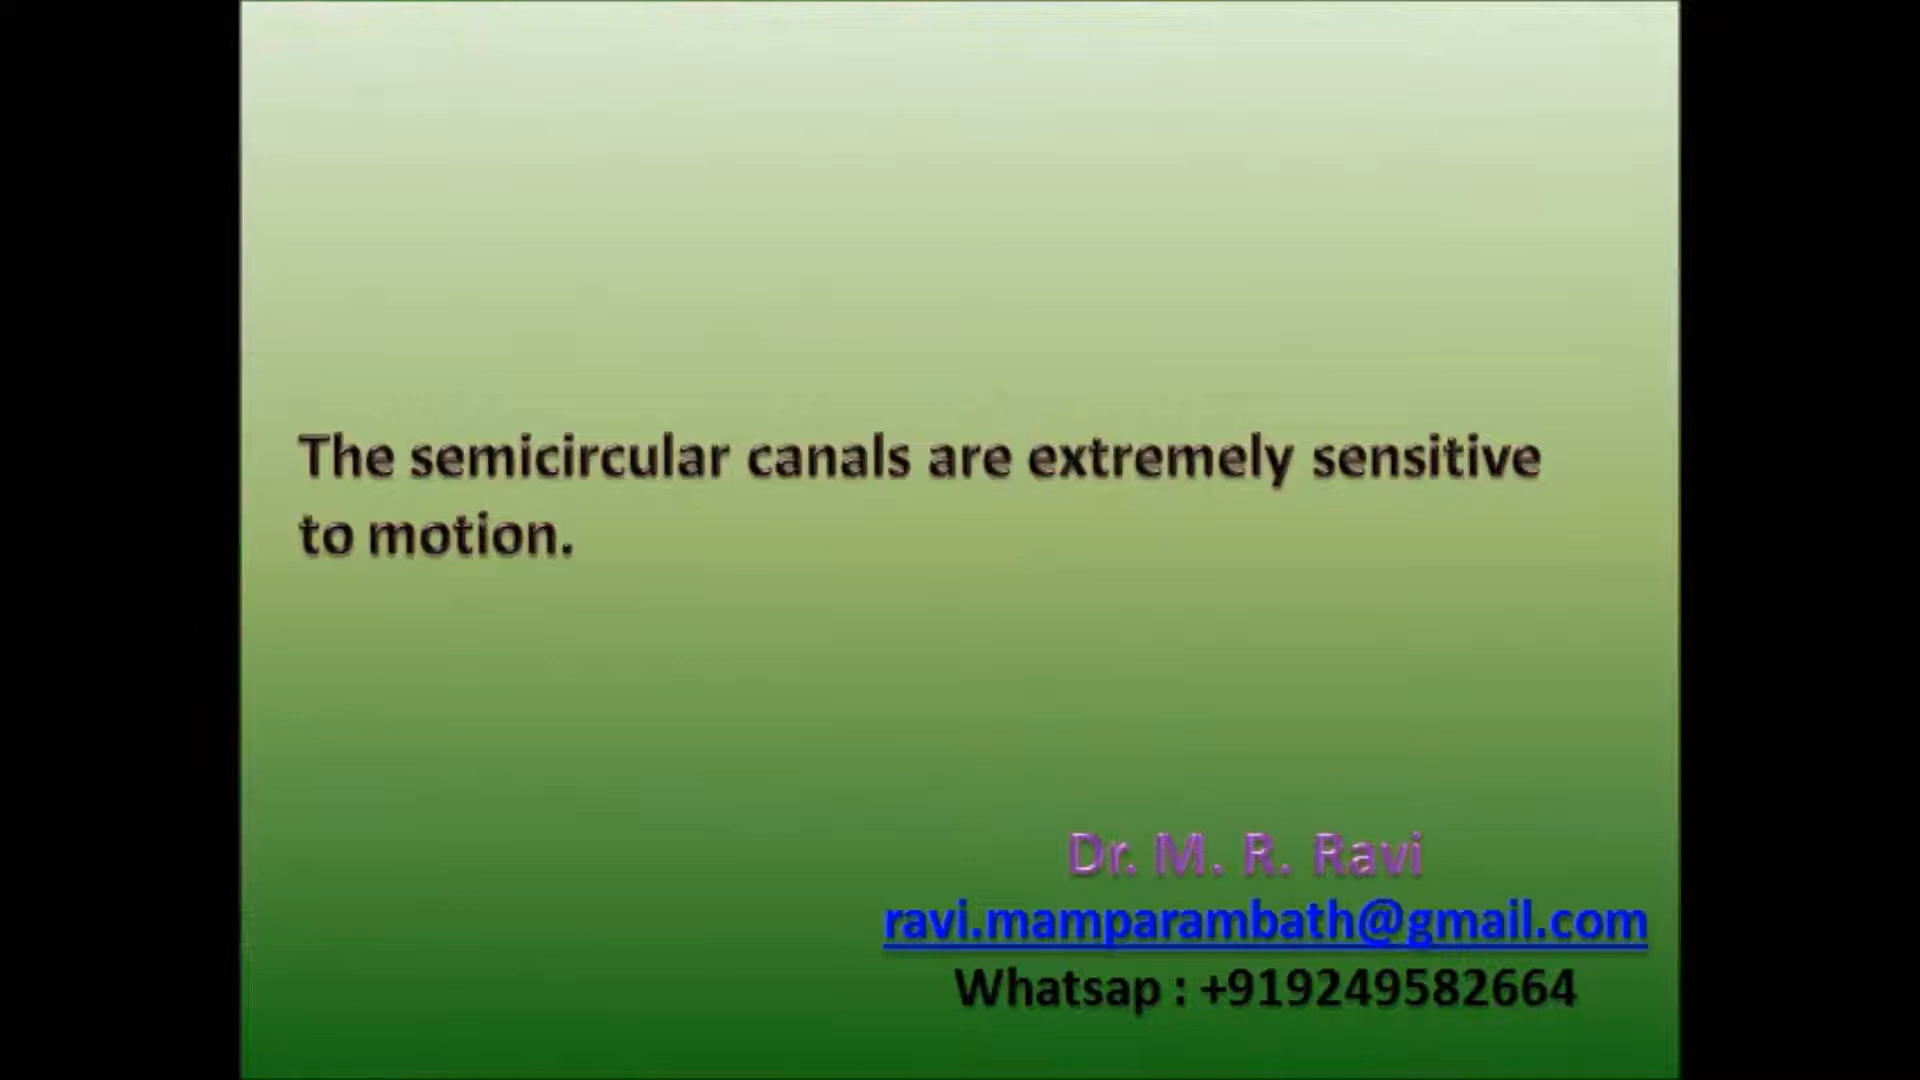 The semicircular canals are extremely sensitive
to motion.
Dr. M. R. Ravi
ravi.mamparambath@gmail.com
Whatsap : +919249582664